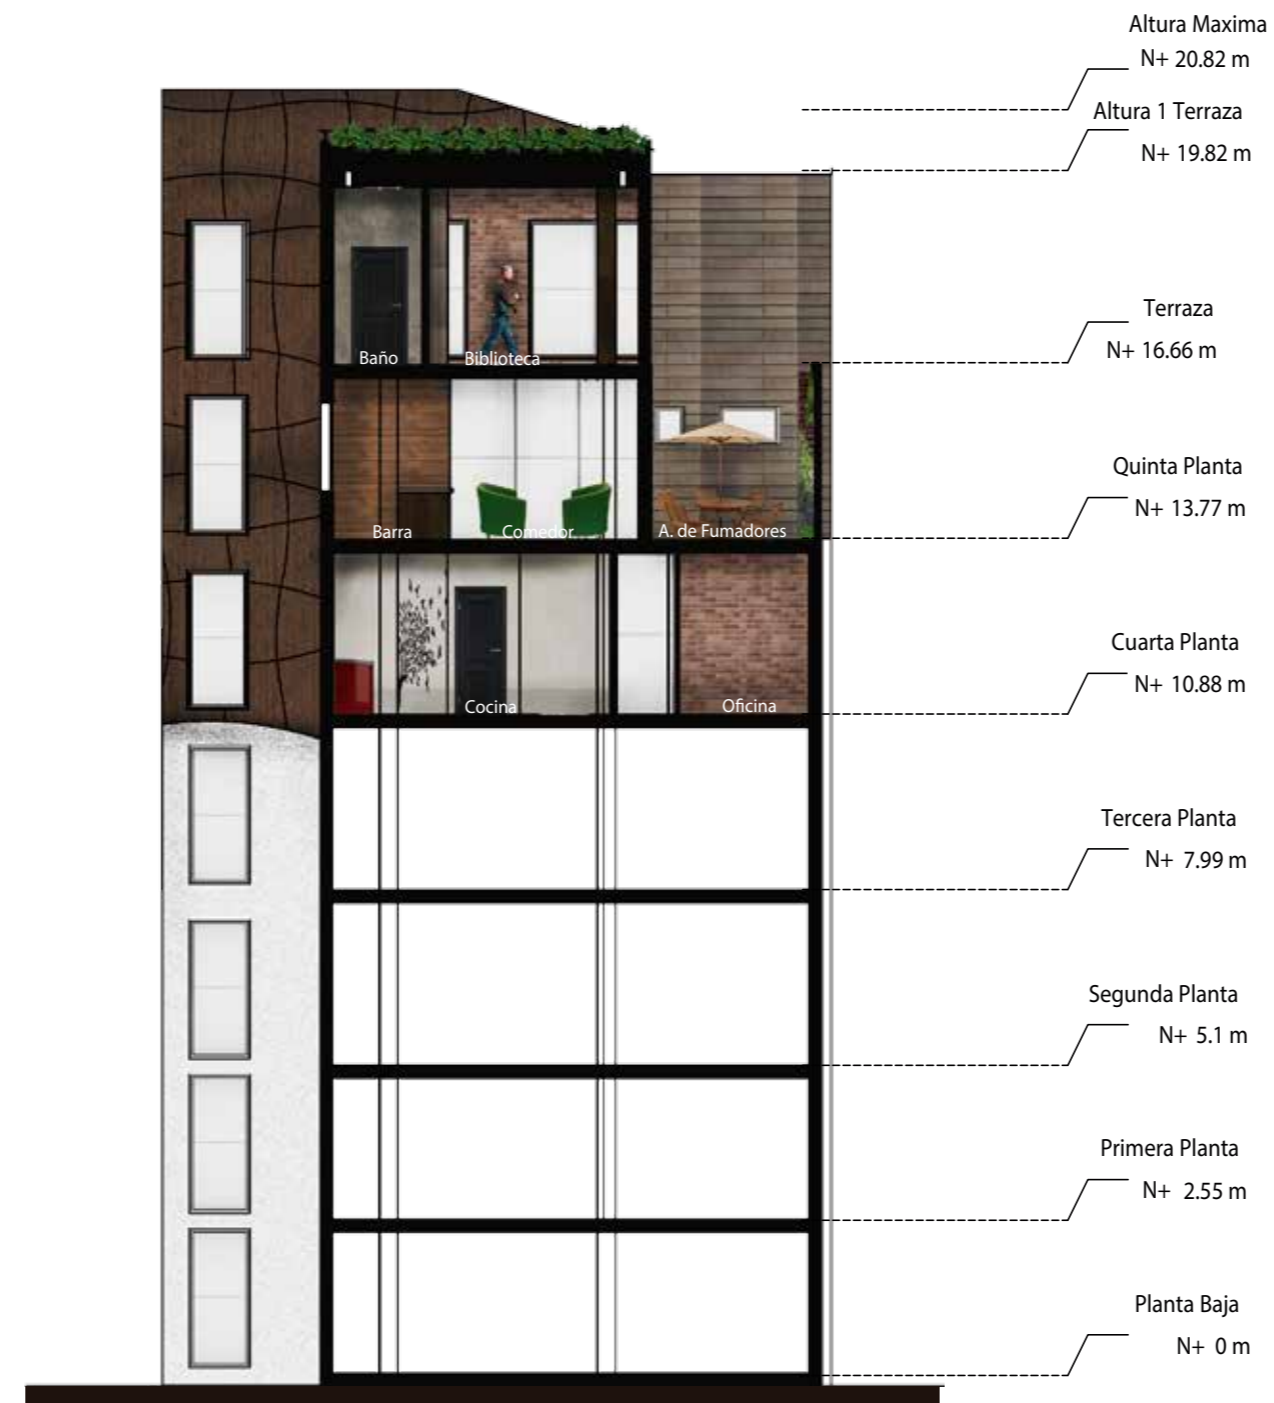 Altura Maxima
N+ 20.82 m
Altura 1 Terraza
N+ 19.82 m
Terraza
N+ 16.66 m
Baño Biblioteca
Quinta Planta
N+ 13.77 m
Barra Comedor A. de Fumadores
Cuarta Planta
N+ 10.88 m
Cocina Oficina
Tercera Planta
N+ 7.99 m
Segunda Planta
N+ 5.1 m
Primera Planta
N+ 2.55 m
Planta Baja
N+ 0 m